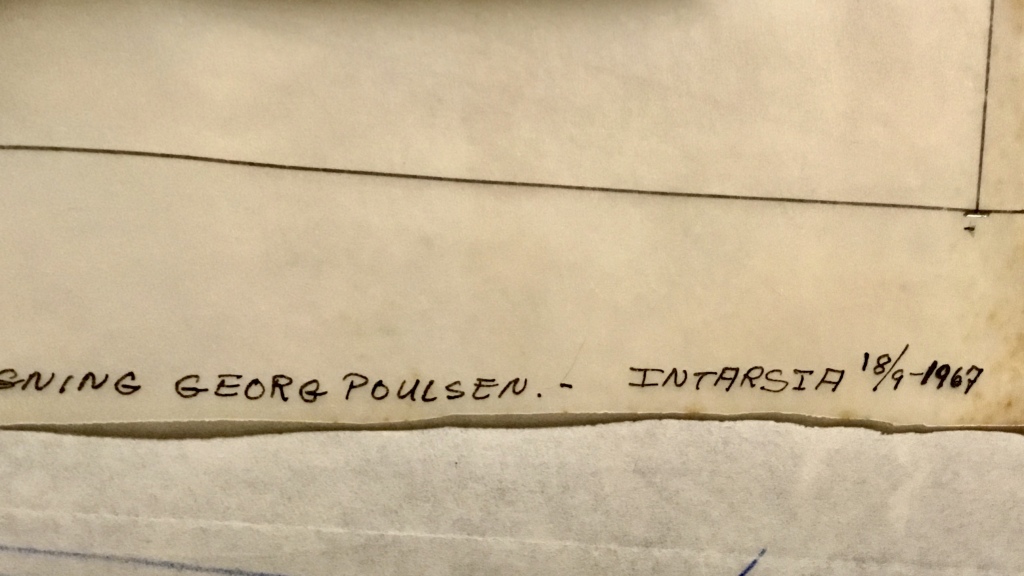 GNING GEORG POULSEN. - INTARSIA 18/9-1967